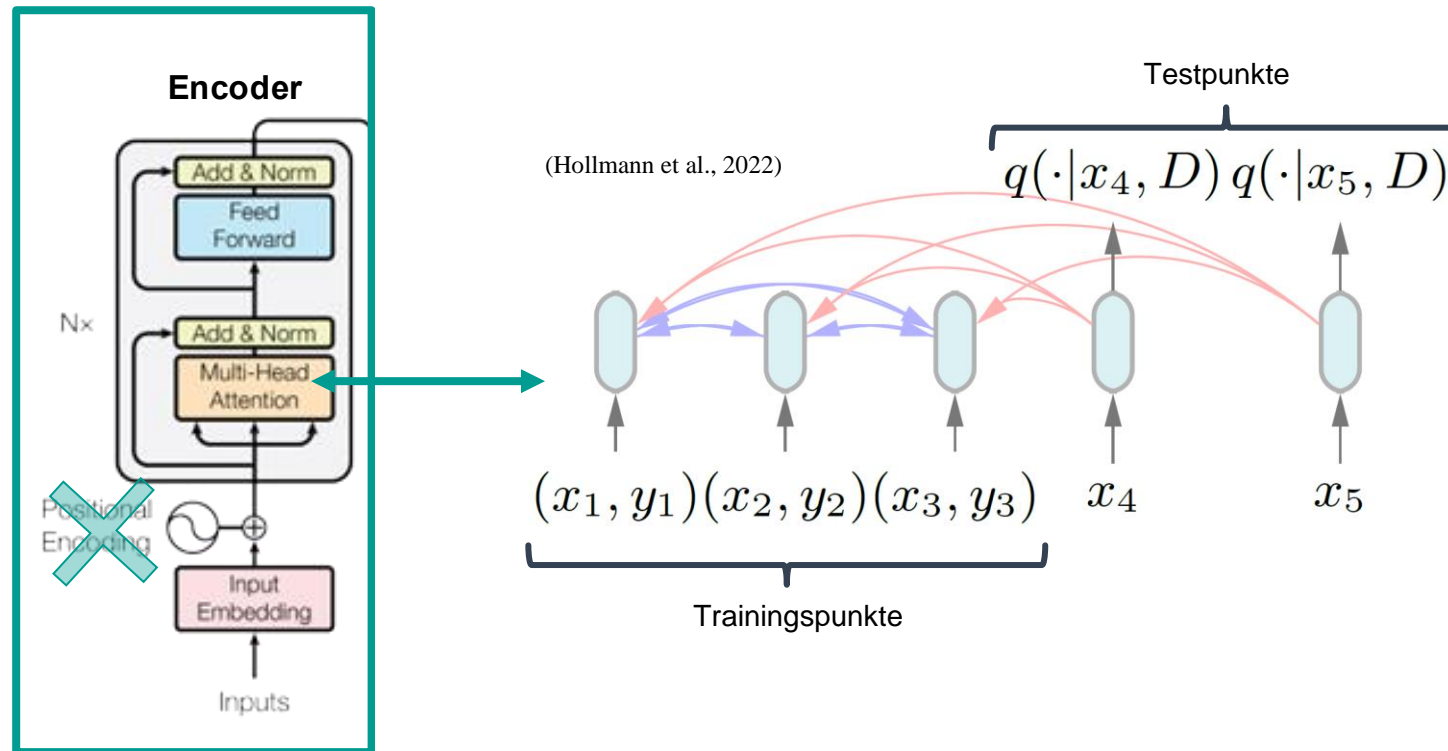 Encoder
Add & Norm
Feed
Forward
N×
Add & Norm
Multi-Head
Attention
Positional
Encoding
Input
Embedding
Inputs
(Hollmann et al., 2022)
Testpunkte
q(·|x₄, D) q(·|x₅, D)
(x₁, y₁)(x₂, y₂)(x₃, y₃) x₄ x₅
Trainingspunkte